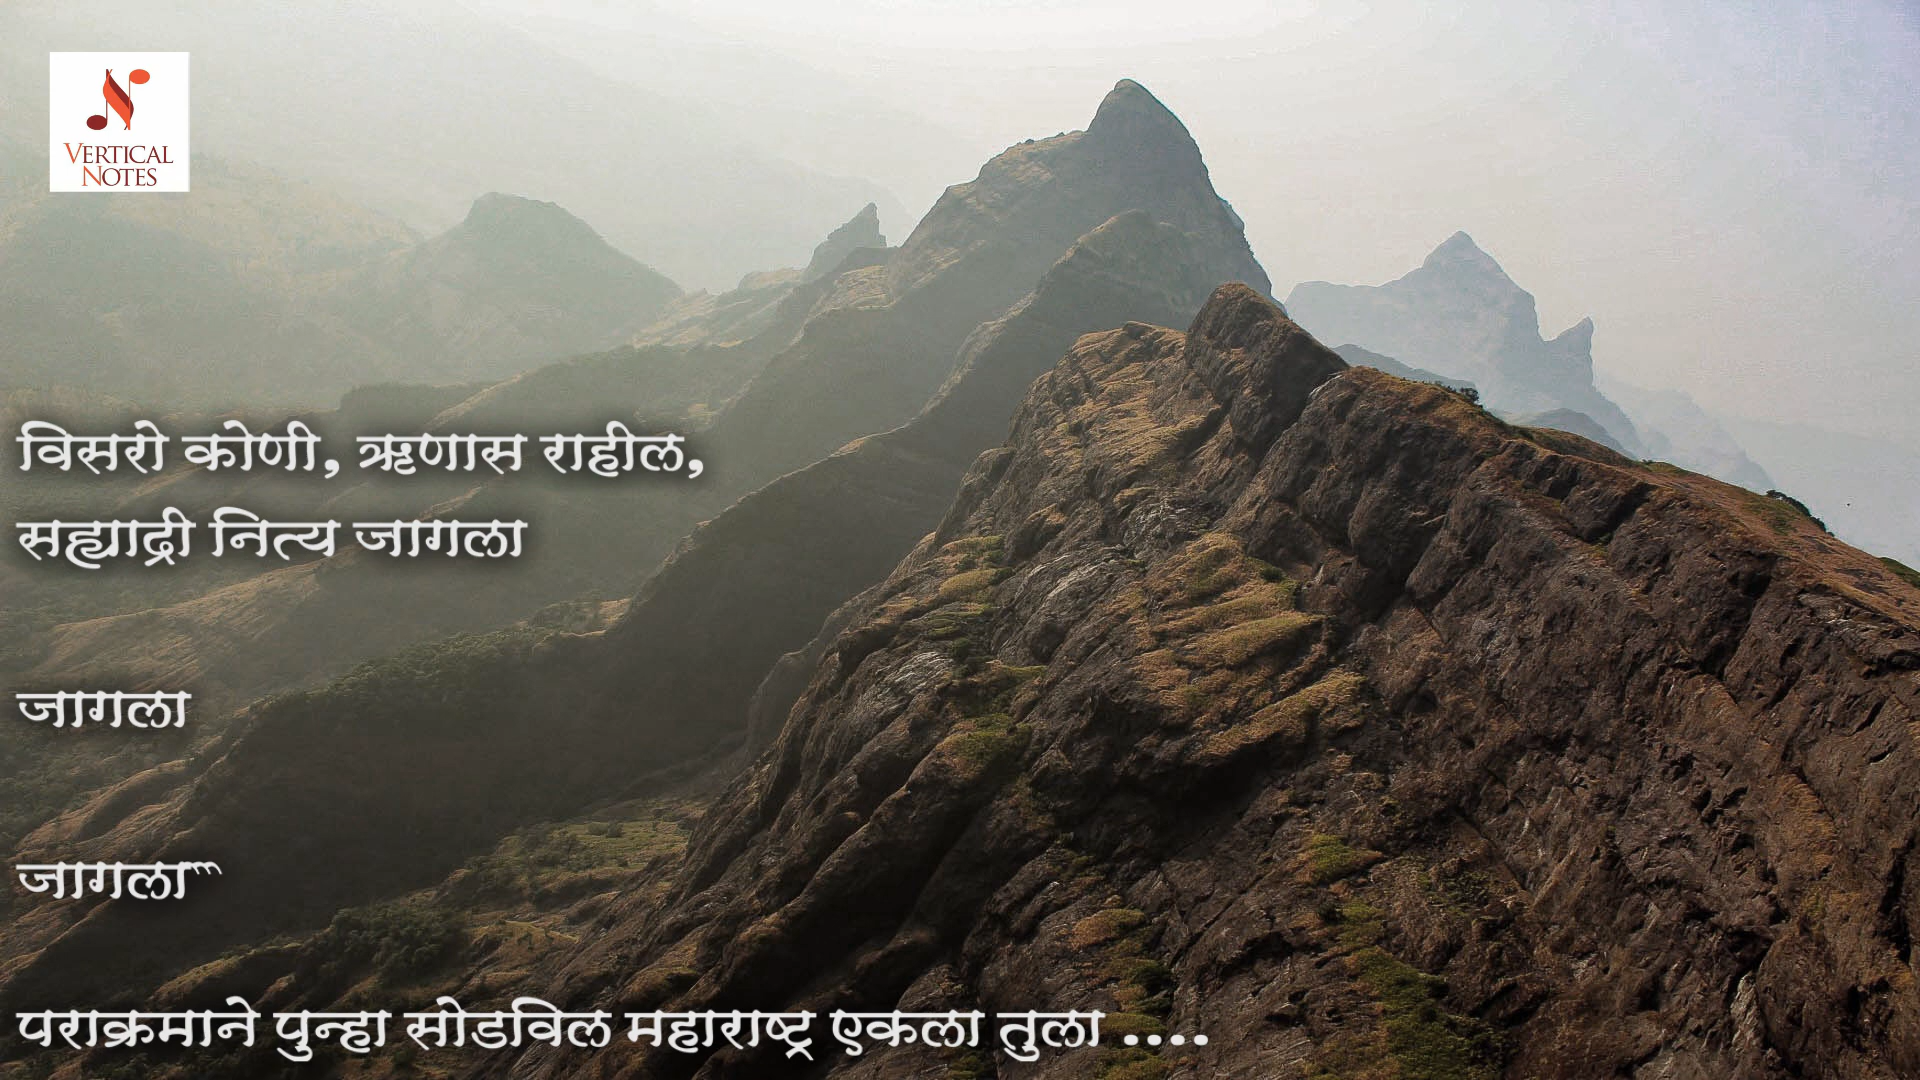 VERTICAL
NOTES
विसरो कोणी, ऋणास राहील,
सह्याद्री नित्य जागला
जागला
जागला
पराक्रमाने पुन्हा सोडविल महाराष्ट्र एकला तुला ....